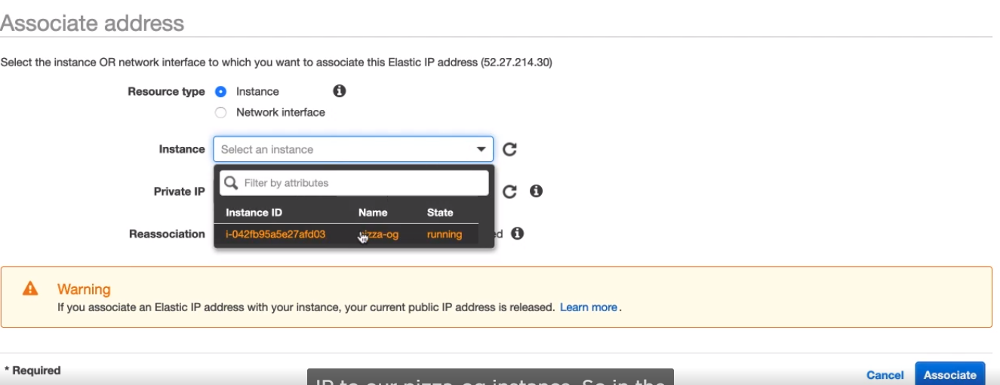 Associate address
Select the instance OR network interface to which you want to associate this Elastic IP address (52.27.214.30)
Resource type Instance
Network interface
Instance Select an instance
Filter by attributes
Private IP
Instance ID Name State
Reassociation i-042fb95a5e27afd03 pizza-og running
Warning
If you associate an Elastic IP address with your instance, your current public IP address is released. Learn more.
* Required
IP to our pizza-og instance. So in the
Cancel Associate